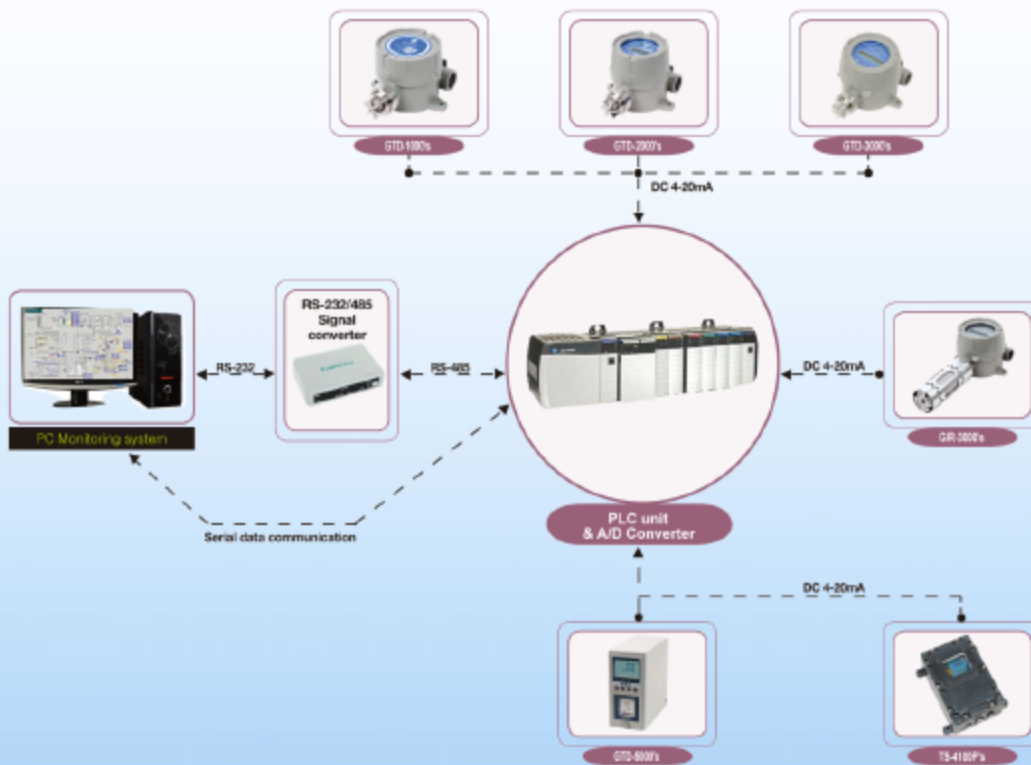 GTD-1000's
GTD-2000's
GTD-3000's
DC 4-20mA
RS-232/485
Signal
converter
RS-232
RS-485
DC 4-20mA
PC Monitoring system
GIR-3000's
Serial data communication
PLC unit
& A/D Converter
DC 4-20mA
GTD-5000's
TS-4100P's